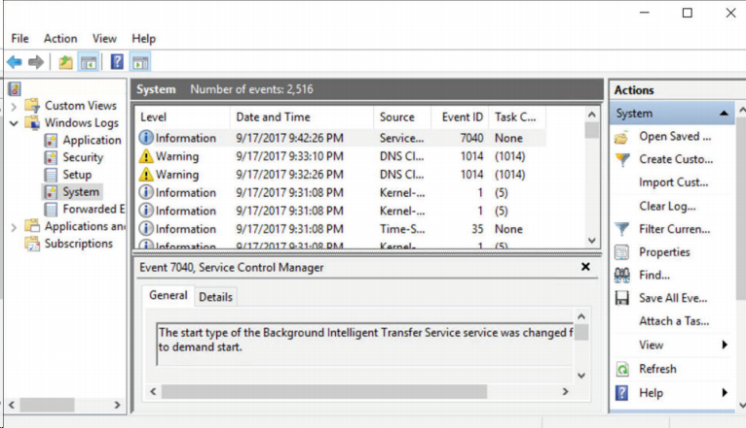 File Action View Help
System Number of events: 2,516
Custom Views
Windows Logs
Application
Security
Setup
System
Forwarded E
Applications and
Subscriptions
Level Date and Time Source Event ID Task C...
Information 9/17/2017 9:42:26 PM Service... 7040 None
Warning 9/17/2017 9:33:10 PM DNS Cl... 1014 (1014)
Warning 9/17/2017 9:32:26 PM DNS Cl... 1014 (1014)
Information 9/17/2017 9:31:08 PM Kernel-... 1 (5)
Information 9/17/2017 9:31:08 PM Kernel-... 1 (5)
Information 9/17/2017 9:31:08 PM Time-S... 35 None
Information 9/17/2017 9:31:08 PM Kernel- 1 (5)
Event 7040, Service Control Manager
General Details
The start type of the Background Intelligent Transfer Service service was changed f
to demand start.
Actions
System
Open Saved ...
Create Custo...
Import Cust...
Clear Log...
Filter Curren...
Properties
Find...
Save All Eve...
Attach a Tas...
View
Refresh
Help